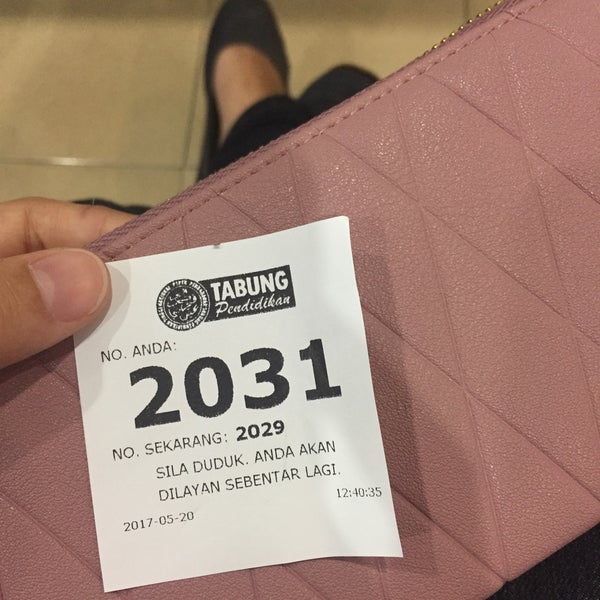 TABUNG
Pendidikan
NO. ANDA:
2031
NO. SEKARANG: 2029
SILA DUDUK. ANDA AKAN
DILAYAN SEBENTAR LAGI.
2017-05-20 12:40:35